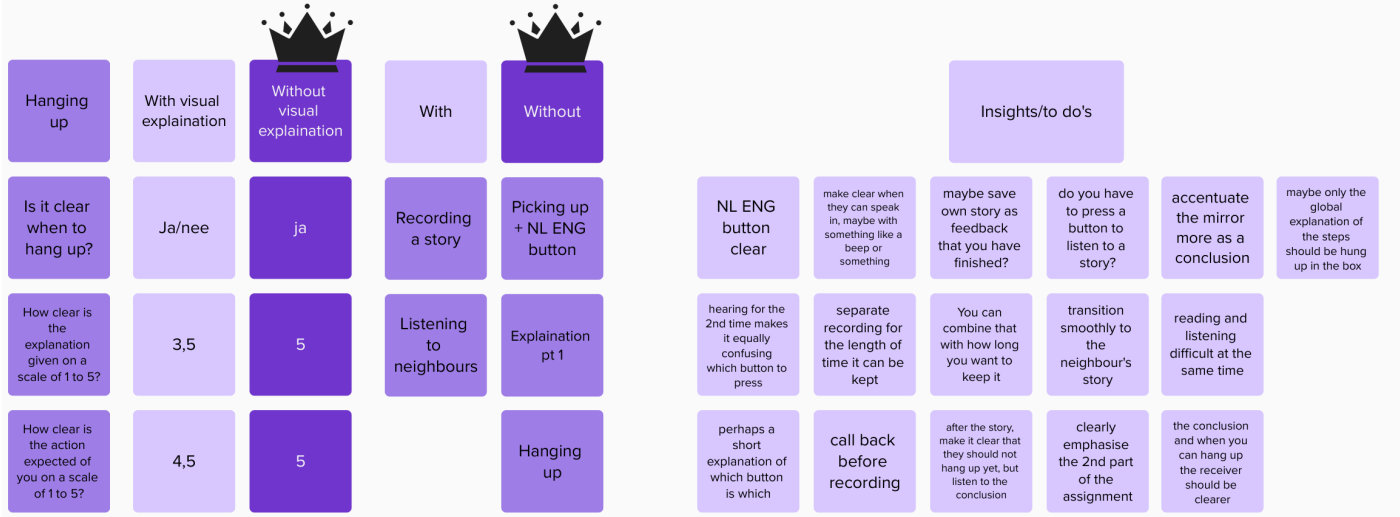 Hanging
up
With visual
explaination
Without
visual
explaination
With
Without
Is it clear
when to
hang up?
Ja/nee
ja
Recording
a story
Picking up
+ NL ENG
button
How clear is
the
explanation
given on a
scale of 1 to 5?
3,5
5
Listening
to
neighbours
Explaination
pt 1
How clear is
the action
expected of
you on a scale
of 1 to 5?
4,5
5
Hanging
up
Insights/to do's
NL ENG
button
clear
make clear when
they can speak
in, maybe with
something like a
beep or
something
maybe save
own story as
feedback
that you have
finished?
do you have
to press a
button to
listen to a
story?
accentuate
the mirror
more as a
conclusion
maybe only the
global
explanation of
the steps
should be hung
up in the box
hearing for the
2nd time makes
it equally
confusing
which button to
press
separate
recording for
the length of
time it can be
kept
You can
combine that
with how long
you want to
keep it
transition
smoothly to
the
neighbour's
story
reading and
listening
difficult at the
same time
perhaps a
short
explanation of
which button
is which
call back
before
recording
after the story,
make it clear that
they should not
hang up yet, but
listen to the
conclusion
clearly
emphasise
the 2nd part
of the
assignment
the conclusion
and when you
can hang up
the receiver
should be
clearer